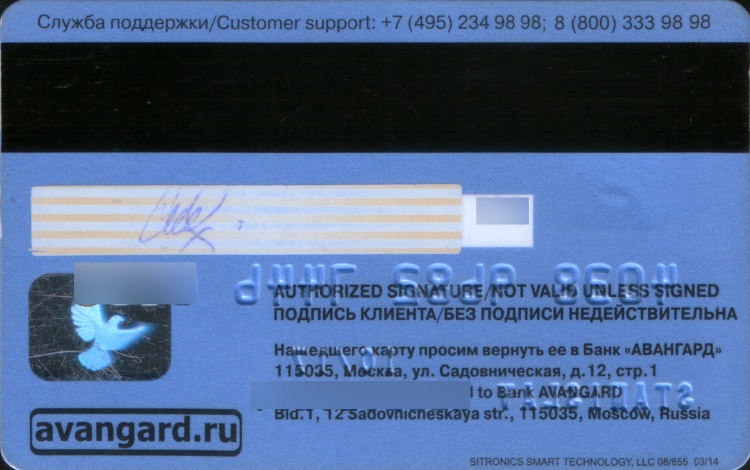 Служба поддержки/Customer support: +7 (495) 234 98 98; 8 (800) 333 98 98
AUTHORIZED SIGNATURE/NOT VALID UNLESS SIGNED
ПОДПИСЬ КЛИЕНТА/БЕЗ ПОДПИСИ НЕДЕЙСТВИТЕЛЬНА
Нашедшего карту просим вернуть ее в Банк «АВАНГАРД»
115035, Москва, ул. Садовническая, д.12, стр.1
to Bank AVANGARD
Bld.1, 12 Sadovnicheskaya str., 115035, Moscow, Russia
avangard.ru
SITRONICS SMART TECHNOLOGY, LLC 08/855 03/14